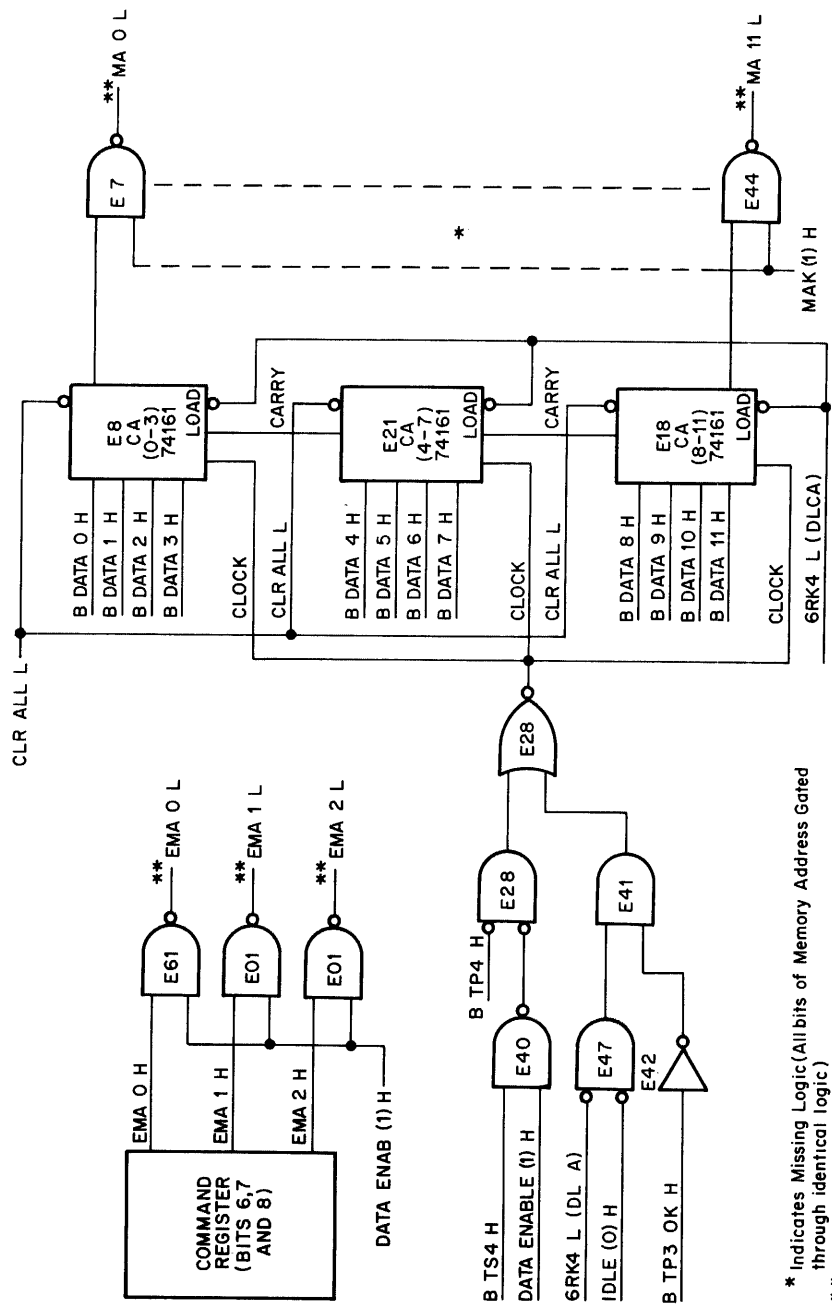 CLR ALL L
COMMAND
REGISTER
(BITS 6,7
AND 8)
EMA 0 H
EMA 1 H
EMA 2 H
DATA ENAB (1) H
E61
E01
E01
** EMA 0 L
** EMA 1 L
** EMA 2 L
B DATA 0 H
B DATA 1 H
B DATA 2 H
B DATA 3 H
CLOCK
E8
CA
(0-3)
74161
LOAD
CARRY
CLR ALL L
B DATA 4 H
B DATA 5 H
B DATA 6 H
B DATA 7 H
CLOCK
E21
CA
(4-7)
74161
LOAD
CARRY
CLR ALL L
B DATA 8 H
B DATA 9 H
B DATA 10 H
B DATA 11 H
CLOCK
E18
CA
(8-11)
74161
LOAD
6RK4 L (DLCA)
E7
** MA 0 L
*
E44
** MA 11 L
MAK (1) H
B TS4 H
DATA ENABLE (1) H
E40
B TP4 H
E28
E28
6RK4 L (DL A)
IDLE (0) H
E47
E41
B TP3 OK H
E42
* Indicates Missing Logic (All bits of Memory Address Gated
through identical logic)